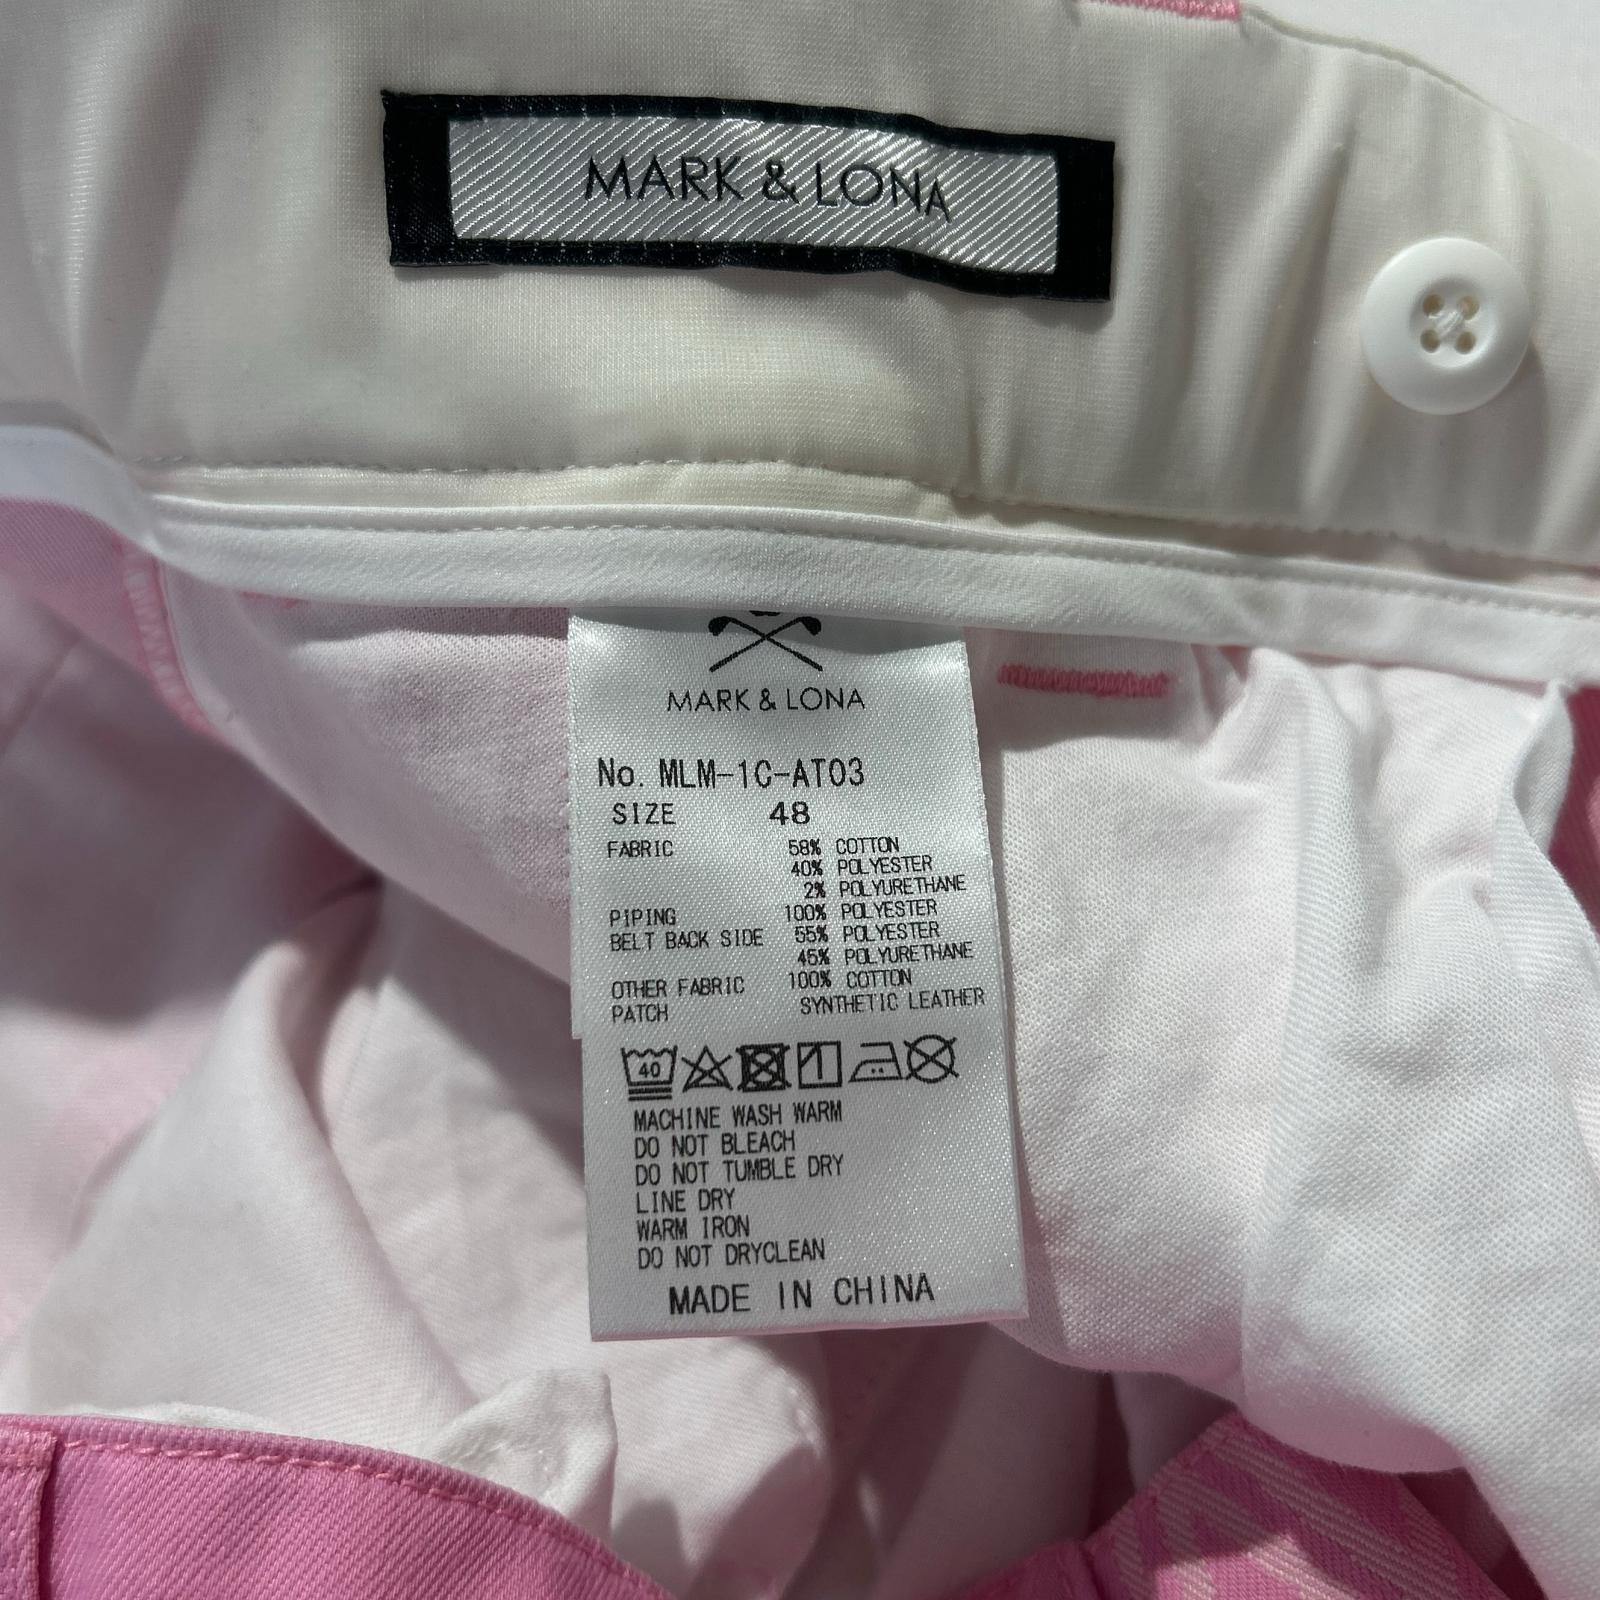 MARK & LONA
MARK & LONA
No. MLM-1C-AT03
SIZE 48
FABRIC 58% COTTON
40% POLYESTER
2% POLYURETHANE
PIPING 100% POLYESTER
BELT BACK SIDE 55% POLYESTER
45% POLYURETHANE
OTHER FABRIC 100% COTTON
PATCH SYNTHETIC LEATHER
40
MACHINE WASH WARM
DO NOT BLEACH
DO NOT TUMBLE DRY
LINE DRY
WARM IRON
DO NOT DRYCLEAN
MADE IN CHINA